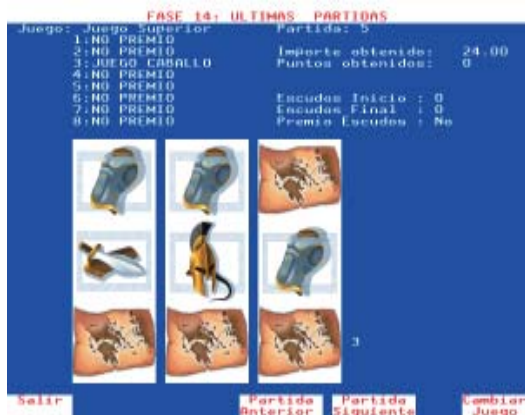 FASE 14: ULTIMAS PARTIDAS
Juego: Juego Superior Partida: 5
1:NO PREMIO
2:NO PREMIO Importe obtenido: 24.00
3:JUEGO CABALLO Puntos obtenidos: 0
4:NO PREMIO
5:NO PREMIO
6:NO PREMIO Escudos Inicio : 0
7:NO PREMIO Escudos Final : 0
8:NO PREMIO Premio Escudos : No
3
Salir Partida Anterior Partida Siguiente Cambiar Juego